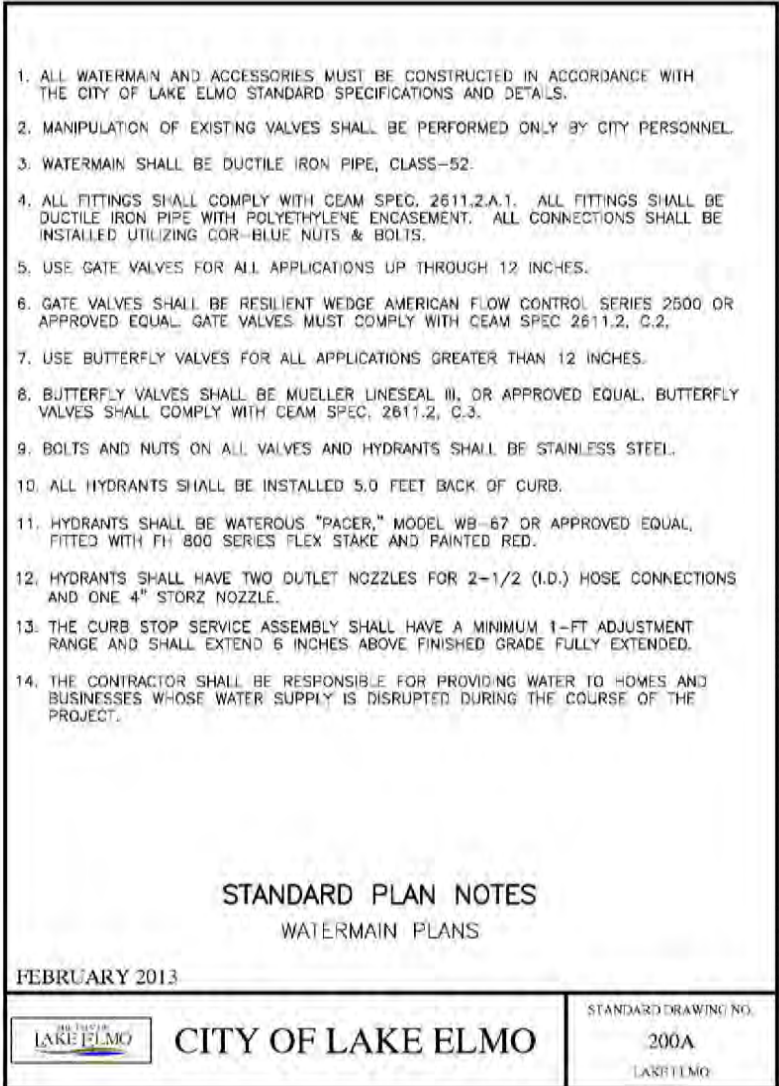 1. ALL WATERMAIN AND ACCESSORIES MUST BE CONSTRUCTED IN ACCORDANCE WITH
THE CITY OF LAKE ELMO STANDARD SPECIFICATIONS AND DETAILS.
2. MANIPULATION OF EXISTING VALVES SHALL BE PERFORMED ONLY BY CITY PERSONNEL.
3. WATERMAIN SHALL BE DUCTILE IRON PIPE, CLASS-52.
4. ALL FITTINGS SHALL COMPLY WITH CEAM SPEC. 2611.2.A.1. ALL FITTINGS SHALL BE
DUCTILE IRON PIPE WITH POLYETHYLENE ENCASEMENT. ALL CONNECTIONS SHALL BE
INSTALLED UTILIZING COR-BLUE NUTS & BOLTS.
5. USE GATE VALVES FOR ALL APPLICATIONS UP THROUGH 12 INCHES.
6. GATE VALVES SHALL BE RESILIENT WEDGE AMERICAN FLOW CONTROL SERIES 2500 OR
APPROVED EQUAL. GATE VALVES MUST COMPLY WITH CEAM SPEC 2611.2, C.2.
7. USE BUTTERFLY VALVES FOR ALL APPLICATIONS GREATER THAN 12 INCHES.
8. BUTTERFLY VALVES SHALL BE MUELLER LINESEAL III, OR APPROVED EQUAL. BUTTERFLY
VALVES SHALL COMPLY WITH CEAM SPEC. 2611.2, C.3.
9. BOLTS AND NUTS ON ALL VALVES AND HYDRANTS SHALL BE STAINLESS STEEL.
10. ALL HYDRANTS SHALL BE INSTALLED 5.0 FEET BACK OF CURB.
11. HYDRANTS SHALL BE WATEROUS "PACER," MODEL WB-67 OR APPROVED EQUAL,
FITTED WITH FH 800 SERIES FLEX STAKE AND PAINTED RED.
12. HYDRANTS SHALL HAVE TWO OUTLET NOZZLES FOR 2-1/2 (I.D.) HOSE CONNECTIONS
AND ONE 4" STORZ NOZZLE.
13. THE CURB STOP SERVICE ASSEMBLY SHALL HAVE A MINIMUM 1-FT ADJUSTMENT
RANGE AND SHALL EXTEND 6 INCHES ABOVE FINISHED GRADE FULLY EXTENDED.
14. THE CONTRACTOR SHALL BE RESPONSIBLE FOR PROVIDING WATER TO HOMES AND
BUSINESSES WHOSE WATER SUPPLY IS DISRUPTED DURING THE COURSE OF THE
PROJECT.
STANDARD PLAN NOTES
WATERMAIN PLANS
FEBRUARY 2013
THE CITY OF
LAKE ELMO
CITY OF LAKE ELMO
STANDARD DRAWING NO.
200A
LAKE ELMO